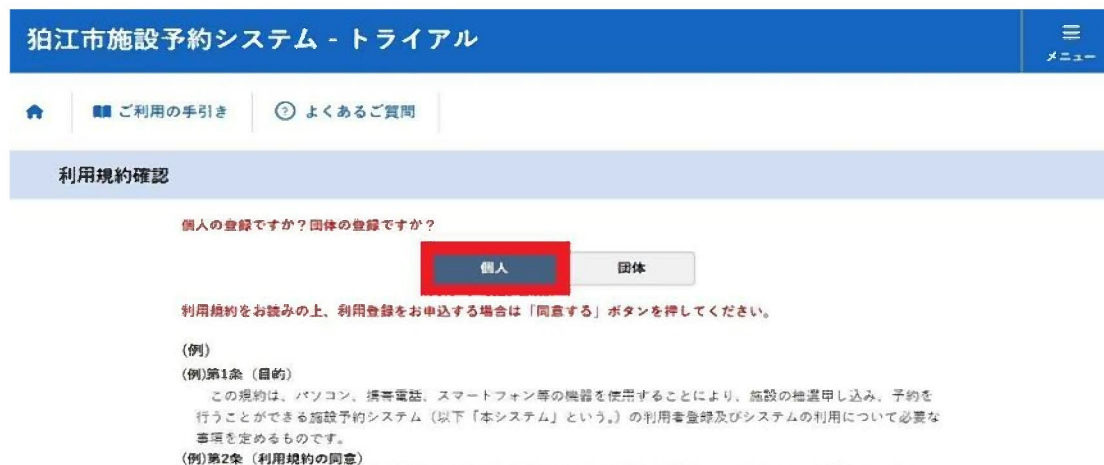 狛江市施設予約システム - トライアル
メニュー
ご利用の手引き
よくあるご質問
利用規約確認
個人の登録ですか？団体の登録ですか？
個人
団体
利用規約をお読みの上、利用登録をお申込する場合は「同意する」ボタンを押してください。
(例)
(例)第1条（目的）
この規約は、パソコン、携帯電話、スマートフォン等の機器を使用することにより、施設の抽選申し込み、予約を
行うことができる施設予約システム（以下「本システム」という。）の利用者登録及びシステムの利用について必要な
事項を定めるものです。
(例)第2条（利用規約の同意）